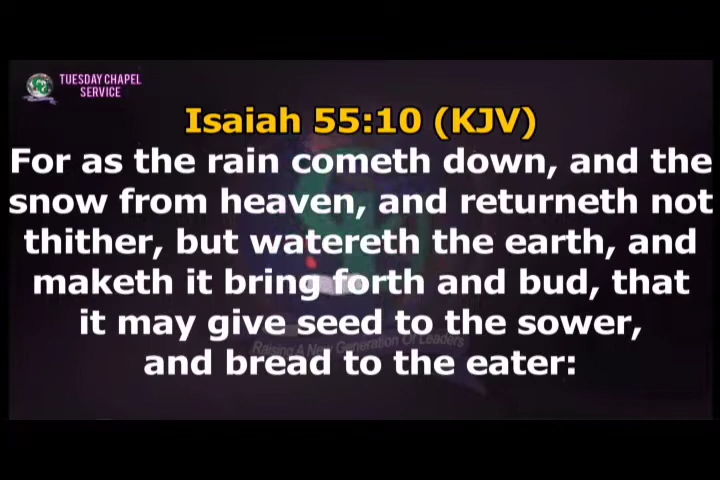 TUESDAY CHAPEL
SERVICE
Isaiah 55:10 (KJV)
For as the rain cometh down, and the
snow from heaven, and returneth not
thither, but watereth the earth, and
maketh it bring forth and bud, that
it may give seed to the sower,
Raising A New Generation Of Leaders
and bread to the eater: